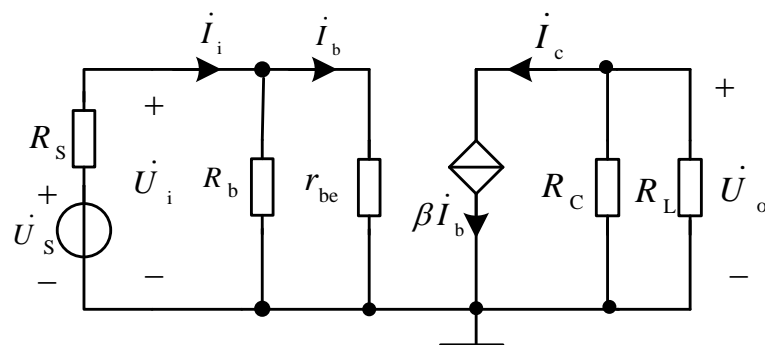 İ_i İ_b İ_c
+ +
R_S
+ U̇_i R_b r_be R_C R_L U̇_o
U̇_S βİ_b
− − −